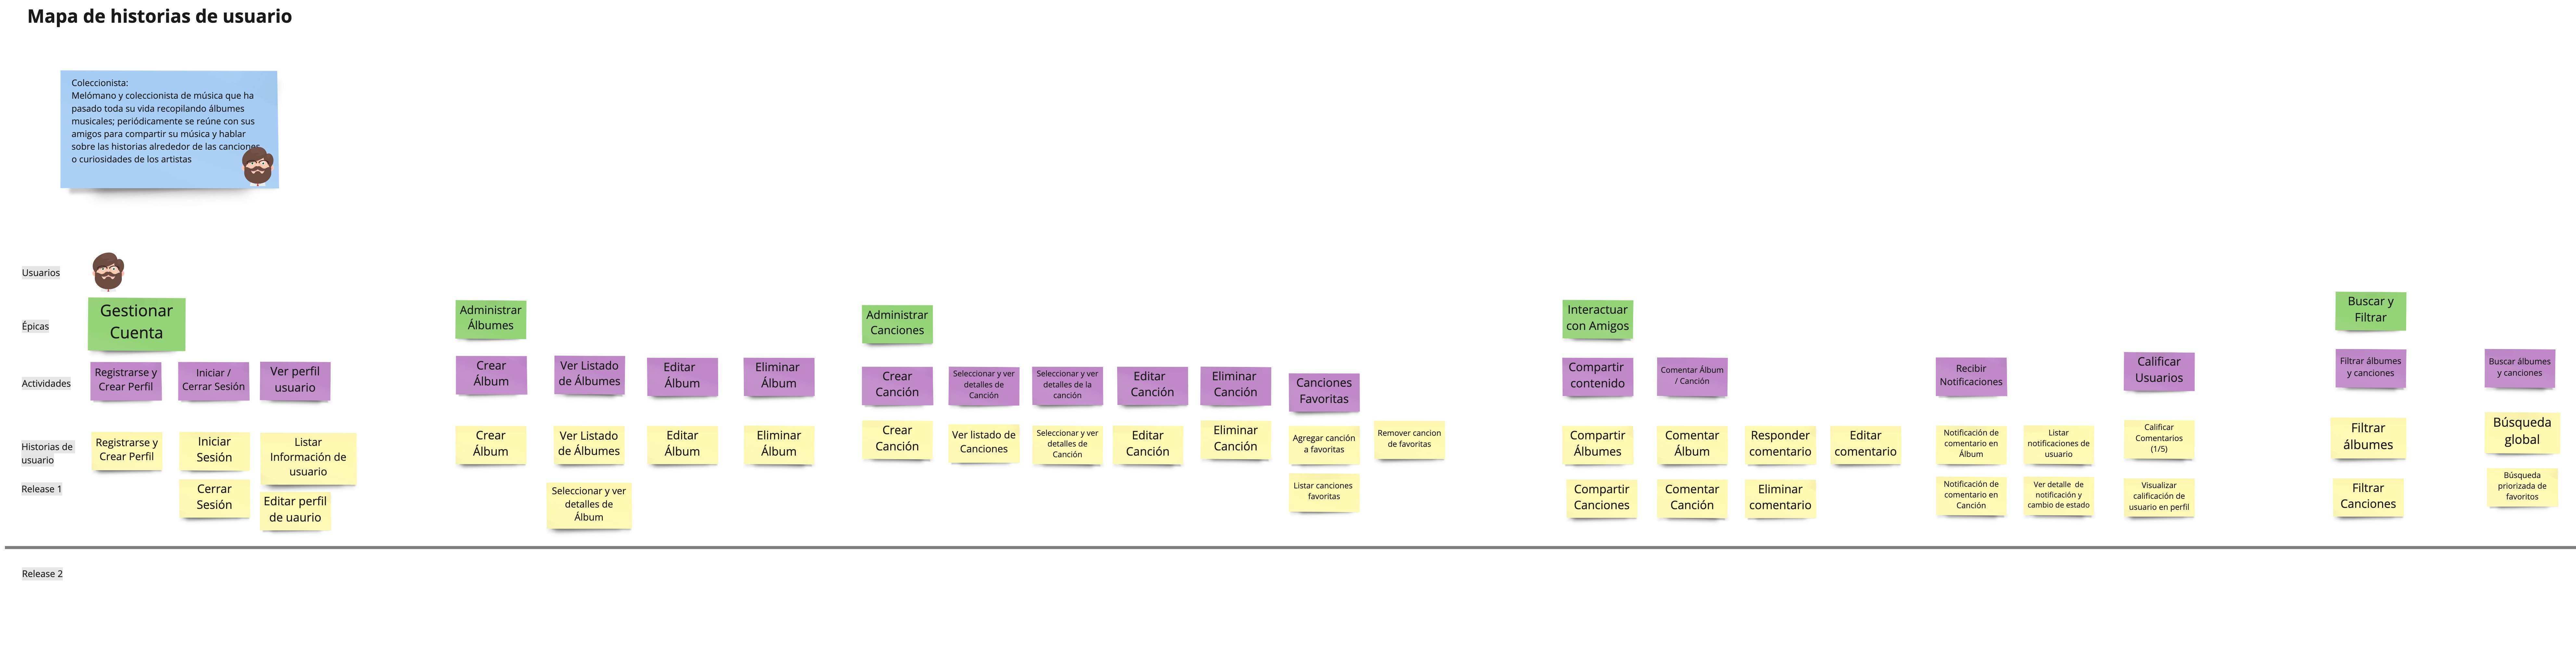 Mapa de historias de usuario
Coleccionista:
Melómano y coleccionista de música que ha
pasado toda su vida recopilando álbumes
musicales; periódicamente se reúne con sus
amigos para compartir su música y hablar
sobre las historias alrededor de las canciones
o curiosidades de los artistas
Usuarios
Épicas
Gestionar
Cuenta
Administrar
Álbumes
Administrar
Canciones
Interactuar
con Amigos
Buscar y
Filtrar
Actividades
Registrarse y
Crear Perfil
Iniciar /
Cerrar Sesión
Ver perfil
usuario
Crear
Álbum
Ver Listado
de Álbumes
Editar
Álbum
Eliminar
Álbum
Crear
Canción
Seleccionar y ver
detalles de
Canción
Seleccionar y ver
detalles de la
canción
Editar
Canción
Eliminar
Canción
Canciones
Favoritas
Compartir
contenido
Comentar Álbum
/ Canción
Recibir
Notificaciones
Calificar
Usuarios
Filtrar álbumes
y canciones
Buscar álbumes
y canciones
Historias de
usuario
Registrarse y
Crear Perfil
Iniciar
Sesión
Listar
Información de
usuario
Crear
Álbum
Ver Listado
de Álbumes
Editar
Álbum
Eliminar
Álbum
Crear
Canción
Ver listado de
Canciones
Seleccionar y ver
detalles de
Canción
Editar
Canción
Eliminar
Canción
Agregar canción
a favoritas
Remover cancion
de favoritas
Compartir
Álbumes
Comentar
Álbum
Responder
comentario
Editar
comentario
Notificación de
comentario en
Álbum
Listar
notificaciones de
usuario
Calificar
Comentarios
(1/5)
Filtrar
álbumes
Búsqueda
global
Release 1
Cerrar
Sesión
Editar perfil
de uaurio
Seleccionar y ver
detalles de
Álbum
Listar canciones
favoritas
Compartir
Canciones
Comentar
Canción
Eliminar
comentario
Notificación de
comentario en
Canción
Ver detalle de
notificación y
cambio de estado
Visualizar
calificación de
usuario en perfil
Filtrar
Canciones
Búsqueda
priorizada de
favoritos
Release 2